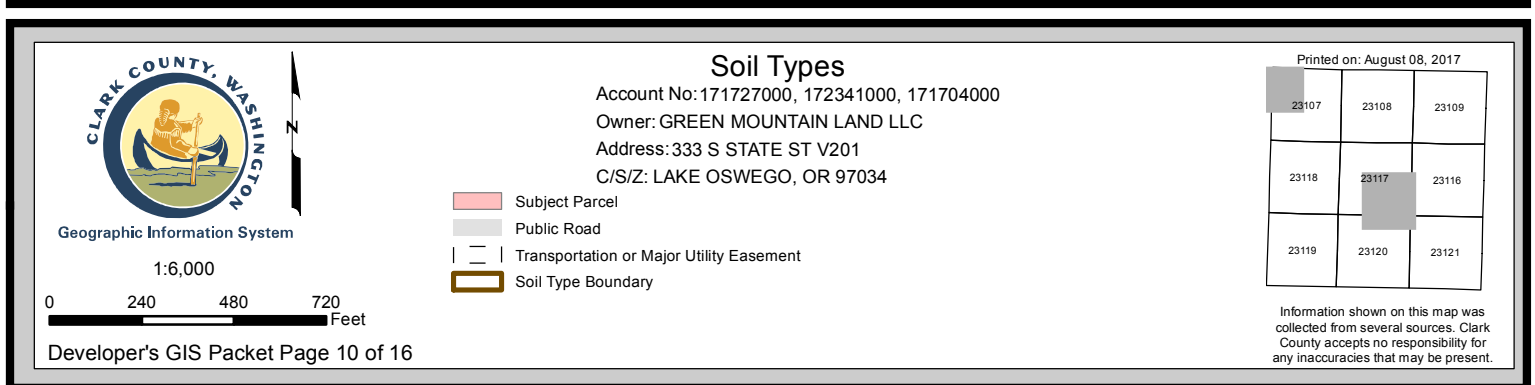 CLARK COUNTY, WASHINGTON
Geographic Information System
N
1:6,000
0 240 480 720
Feet
Developer's GIS Packet Page 10 of 16
Soil Types
Account No: 171727000, 172341000, 171704000
Owner: GREEN MOUNTAIN LAND LLC
Address: 333 S STATE ST V201
C/S/Z: LAKE OSWEGO, OR 97034
Subject Parcel
Public Road
Transportation or Major Utility Easement
Soil Type Boundary
Printed on: August 08, 2017
23107 23108 23109
23118 23117 23116
23119 23120 23121
Information shown on this map was
collected from several sources. Clark
County accepts no responsibility for
any inaccuracies that may be present.